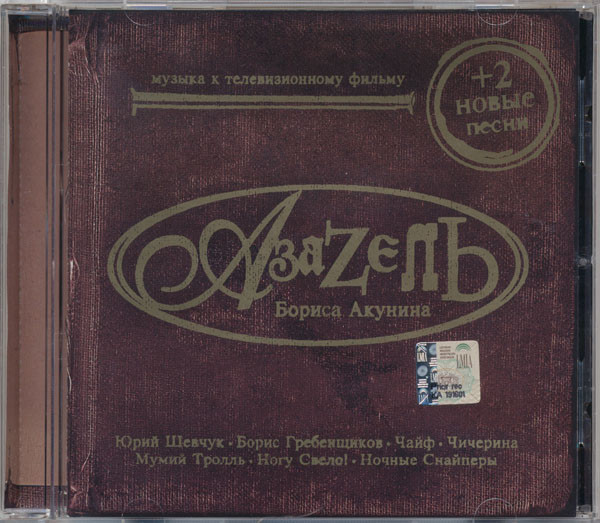 музыка к телевизионному фильму
+2
новые
песни
АзаZелЬ
Бориса Акунина
Юрий Шевчук · Борис Гребенщиков · Чайф · Чичерина
Мумий Тролль · Ногу Свело! · Ночные Снайперы